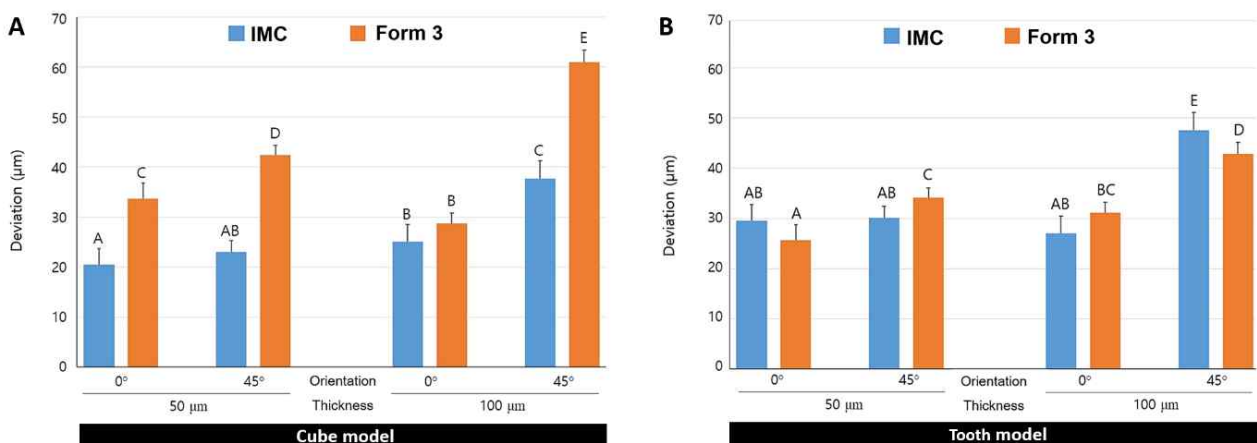 A
IMC
Form 3
Deviation (μm)
70
60
50
40
30
20
10
0
A
C
AB
D
B
B
C
E
0°
45°
Orientation
0°
45°
50 μm
Thickness
100 μm
Cube model
B
IMC
Form 3
Deviation (μm)
70
60
50
40
30
20
10
0
AB
A
AB
C
AB
BC
E
D
0°
45°
Orientation
0°
45°
50 μm
Thickness
100 μm
Tooth model